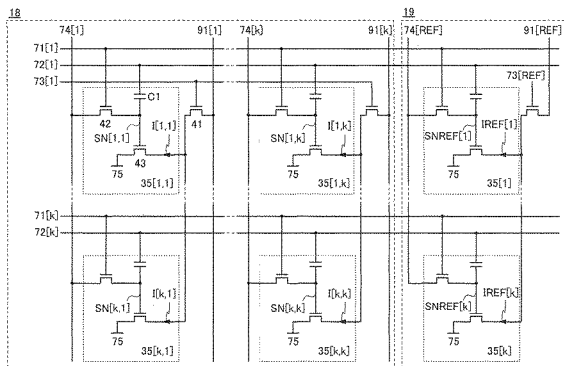 18 19
74[1] 91[1] 74[k] 91[k] 74[REF] 91[REF]
71[1]
72[1]
73[1] 73[REF]
C1
42 41
SN[1,1] I[1,1] SN[1,k] I[1,k] SNREF[1] IREF[1]
43
75 75 75
35[1,1] 35[1,k] 35[1]
71[k]
72[k]
SN[k,1] I[k,1] SN[k,k] I[k,k] SNREF[k] IREF[k]
75 75 75
35[k,1] 35[k,k] 35[k]